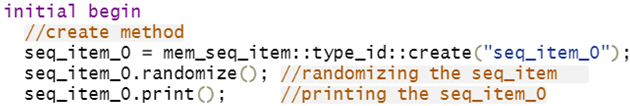 initial begin
//create method
seq_item_0 = mem_seq_item::type_id::create("seq_item_0");
seq_item_0.randomize(); //randomizing the seq_item
seq_item_0.print(); //printing the seq_item_0